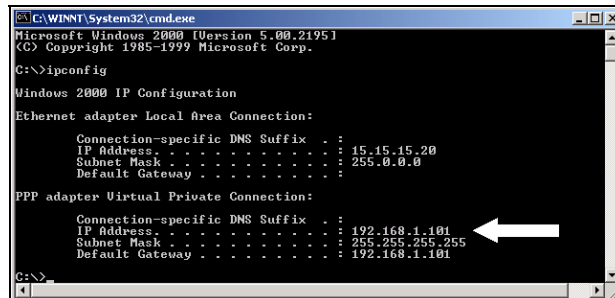 C:\WINNT\System32\cmd.exe
Microsoft Windows 2000 [Version 5.00.2195]
(C) Copyright 1985-1999 Microsoft Corp.
C:\>ipconfig
Windows 2000 IP Configuration
Ethernet adapter Local Area Connection:
Connection-specific DNS Suffix . :
IP Address. . . . . . . . . . . . : 15.15.15.20
Subnet Mask . . . . . . . . . . . : 255.0.0.0
Default Gateway . . . . . . . . . :
PPP adapter Virtual Private Connection:
Connection-specific DNS Suffix . :
IP Address. . . . . . . . . . . . : 192.168.1.101
Subnet Mask . . . . . . . . . . . : 255.255.255.255
Default Gateway . . . . . . . . . : 192.168.1.101
C:\>_